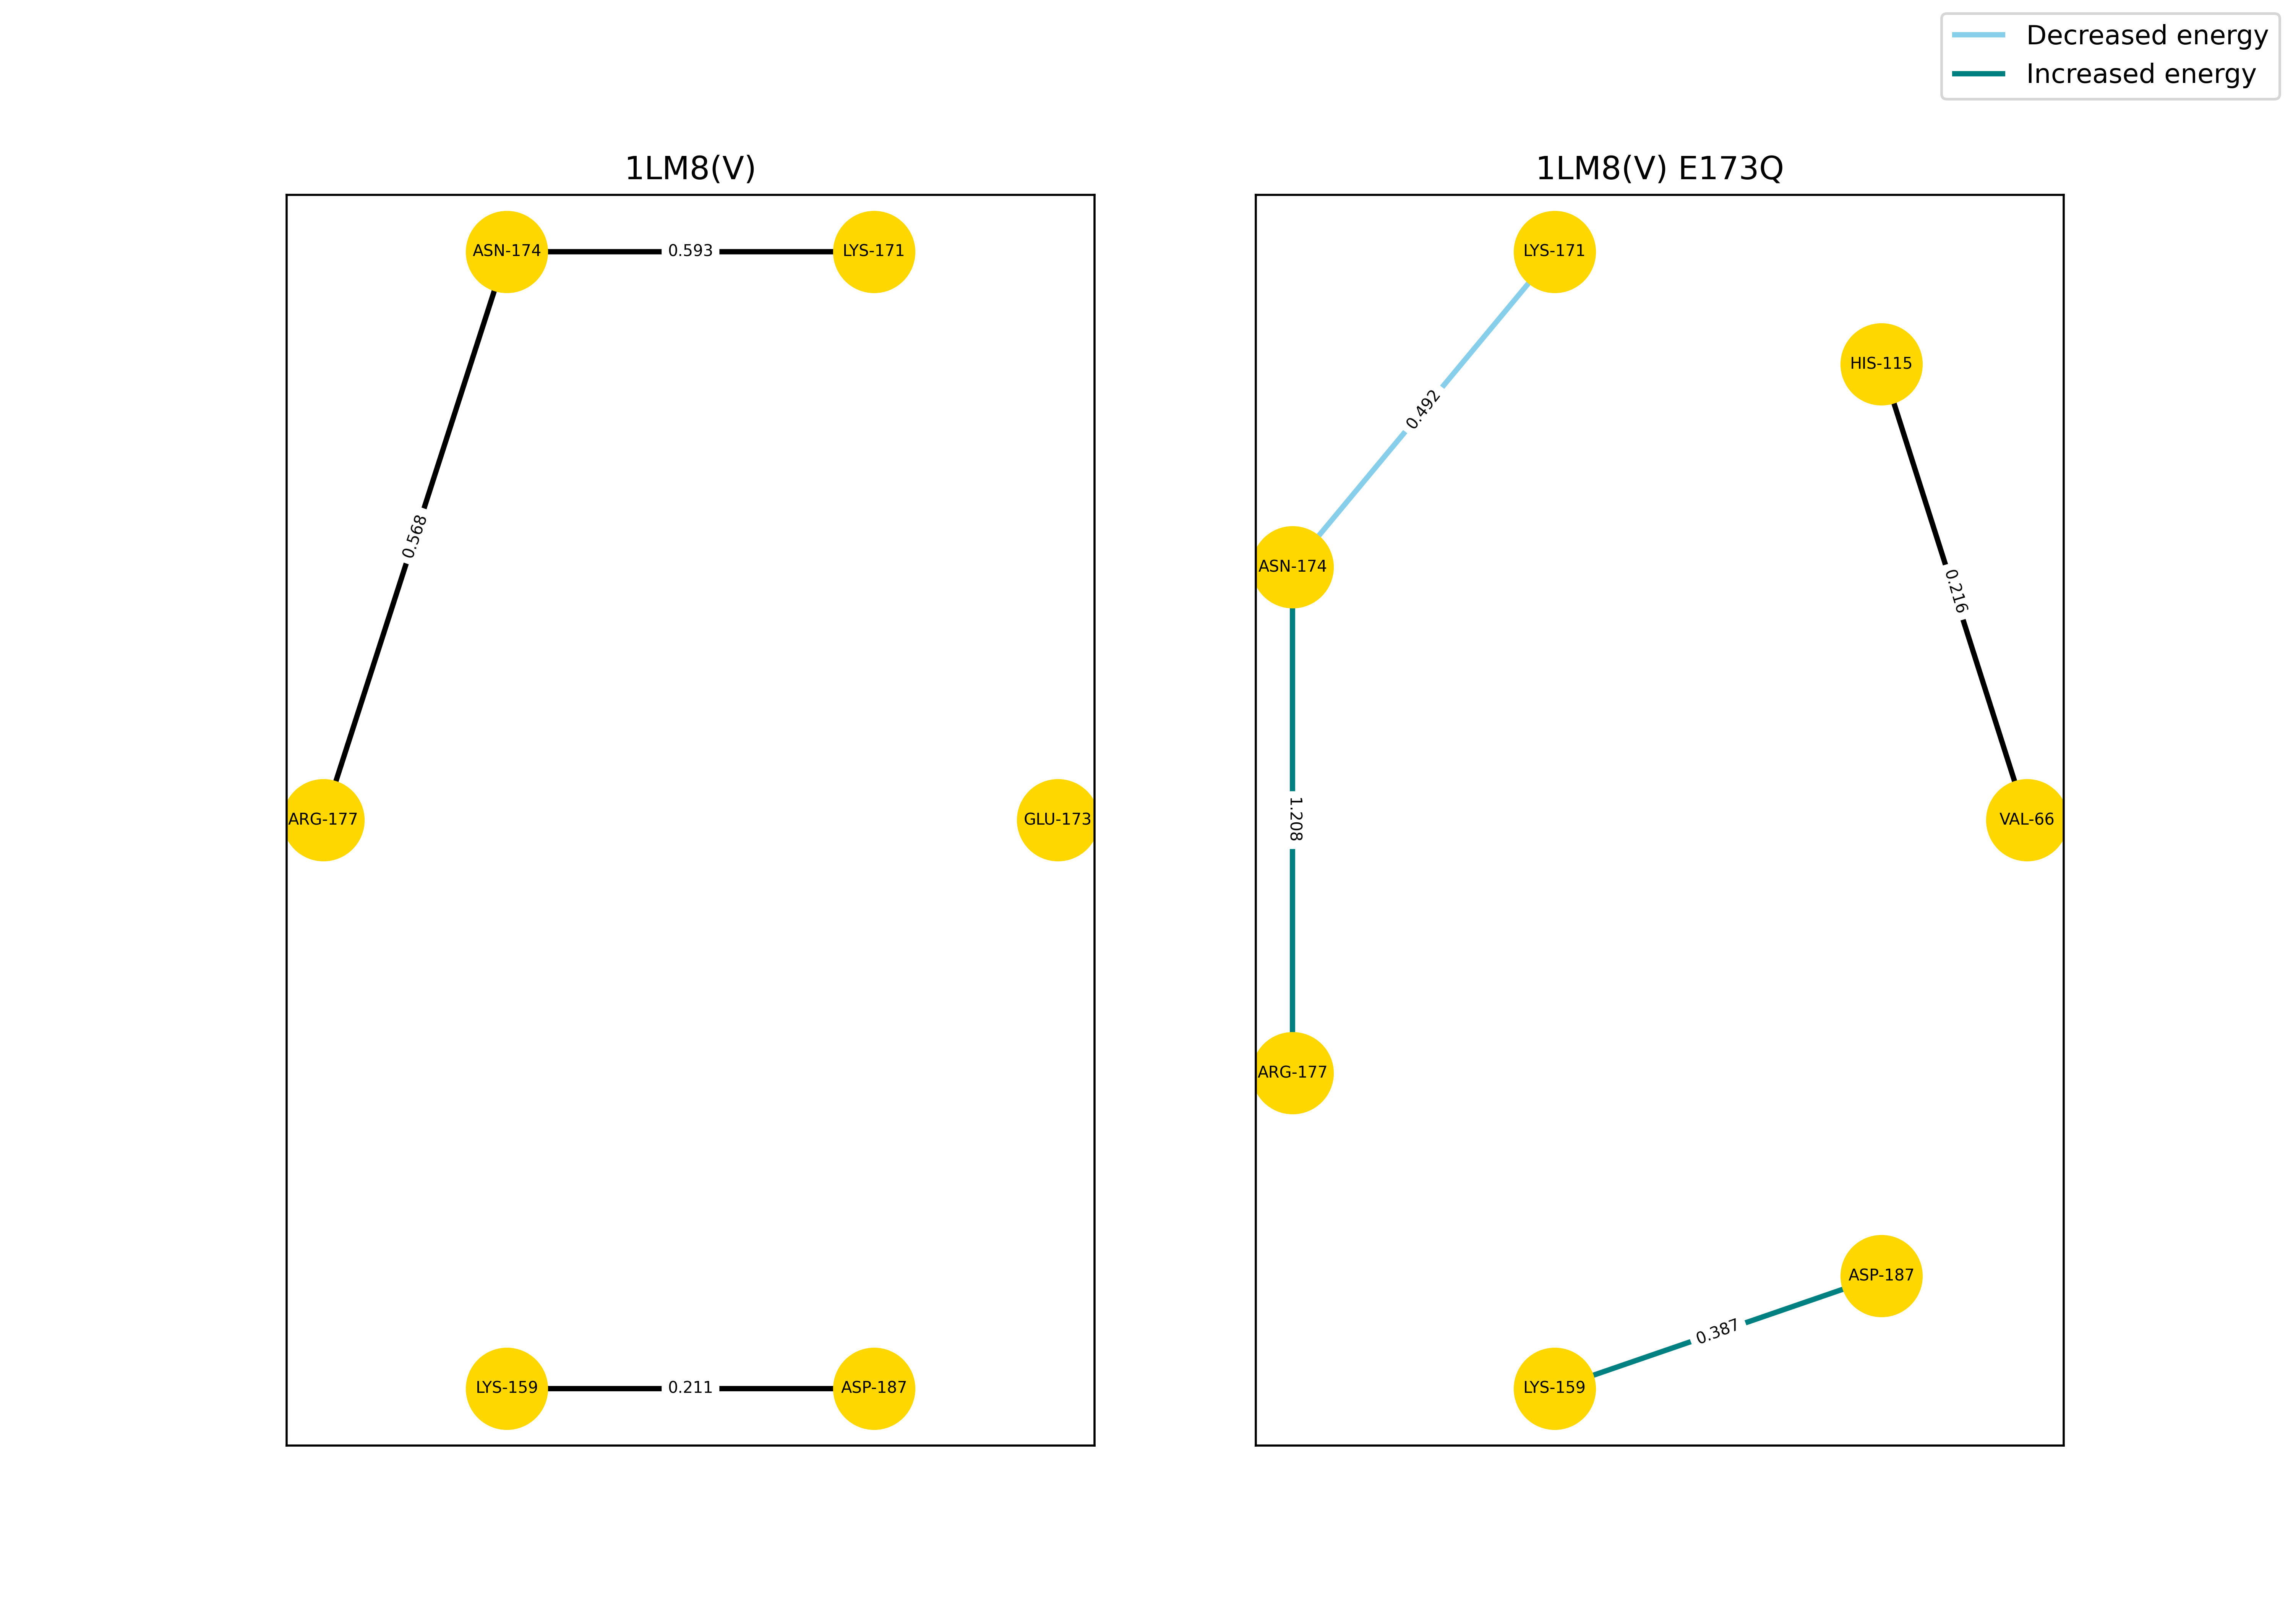 Decreased energy
Increased energy
1LM8(V)
ASN-174
0.593
LYS-171
0.568
ARG-177
GLU-173
LYS-159
0.211
ASP-187
1LM8(V) E173Q
LYS-171
HIS-115
0.492
ASN-174
0.216
1.208
VAL-66
ARG-177
ASP-187
0.387
LYS-159